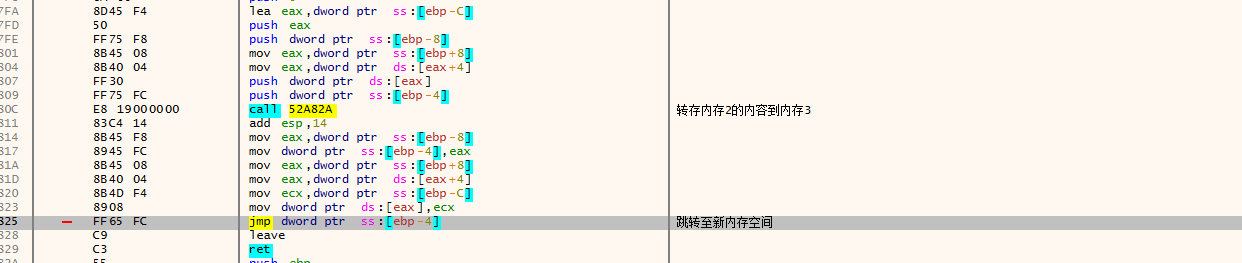 7FA 8D45 F4 lea eax,dword ptr ss:[ebp-C]
7FD 50 push eax
7FE FF75 F8 push dword ptr ss:[ebp-8]
801 8B45 08 mov eax,dword ptr ss:[ebp+8]
804 8B40 04 mov eax,dword ptr ds:[eax+4]
807 FF30 push dword ptr ds:[eax]
809 FF75 FC push dword ptr ss:[ebp-4]
80C E8 19000000 call 52A82A 转存内存2的内容到内存3
811 83C4 14 add esp,14
814 8B45 F8 mov eax,dword ptr ss:[ebp-8]
817 8945 FC mov dword ptr ss:[ebp-4],eax
81A 8B45 08 mov eax,dword ptr ss:[ebp+8]
81D 8B40 04 mov eax,dword ptr ds:[eax+4]
820 8B4D F4 mov ecx,dword ptr ss:[ebp-C]
823 8908 mov dword ptr ds:[eax],ecx
825 FF65 FC jmp dword ptr ss:[ebp-4] 跳转至新内存空间
828 C9 leave
829 C3 ret